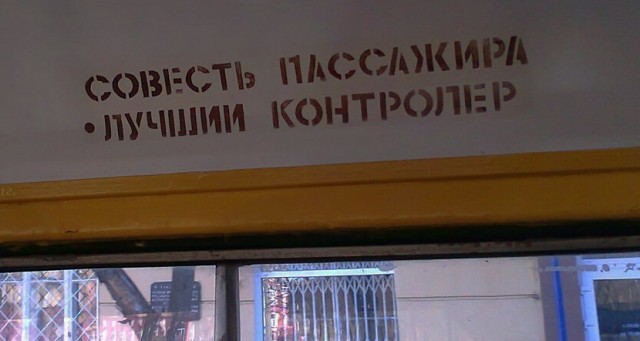 СОВЕСТЬ ПАССАЖИРА
• ЛУЧШИИ КОНТРОЛЕР